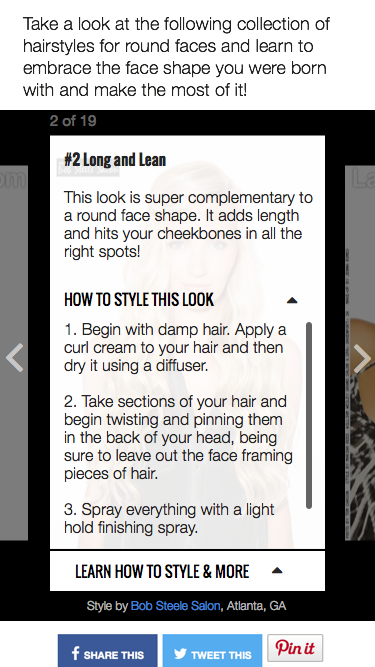 Take a look at the following collection of
hairstyles for round faces and learn to
embrace the face shape you were born
with and make the most of it!
2 of 19
#2 Long and Lean
This look is super complementary to
a round face shape. It adds length
and hits your cheekbones in all the
right spots!
HOW TO STYLE THIS LOOK
1. Begin with damp hair. Apply a
curl cream to your hair and then
dry it using a diffuser.
2. Take sections of your hair and
begin twisting and pinning them
in the back of your head, being
sure to leave out the face framing
pieces of hair.
3. Spray everything with a light
hold finishing spray.
LEARN HOW TO STYLE & MORE
Style by Bob Steele Salon, Atlanta, GA
f SHARE THIS
TWEET THIS
Pin it